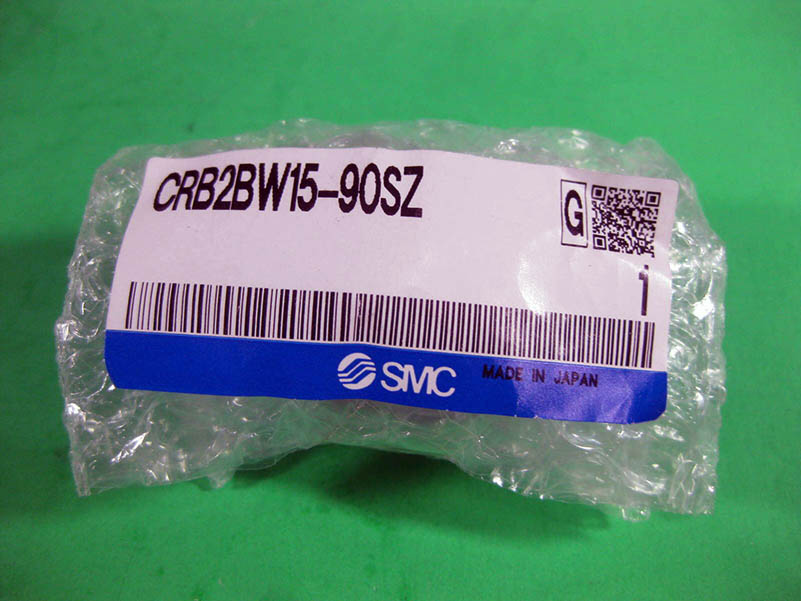 CRB2BW15-90SZ
G
1
SMC MADE IN JAPAN